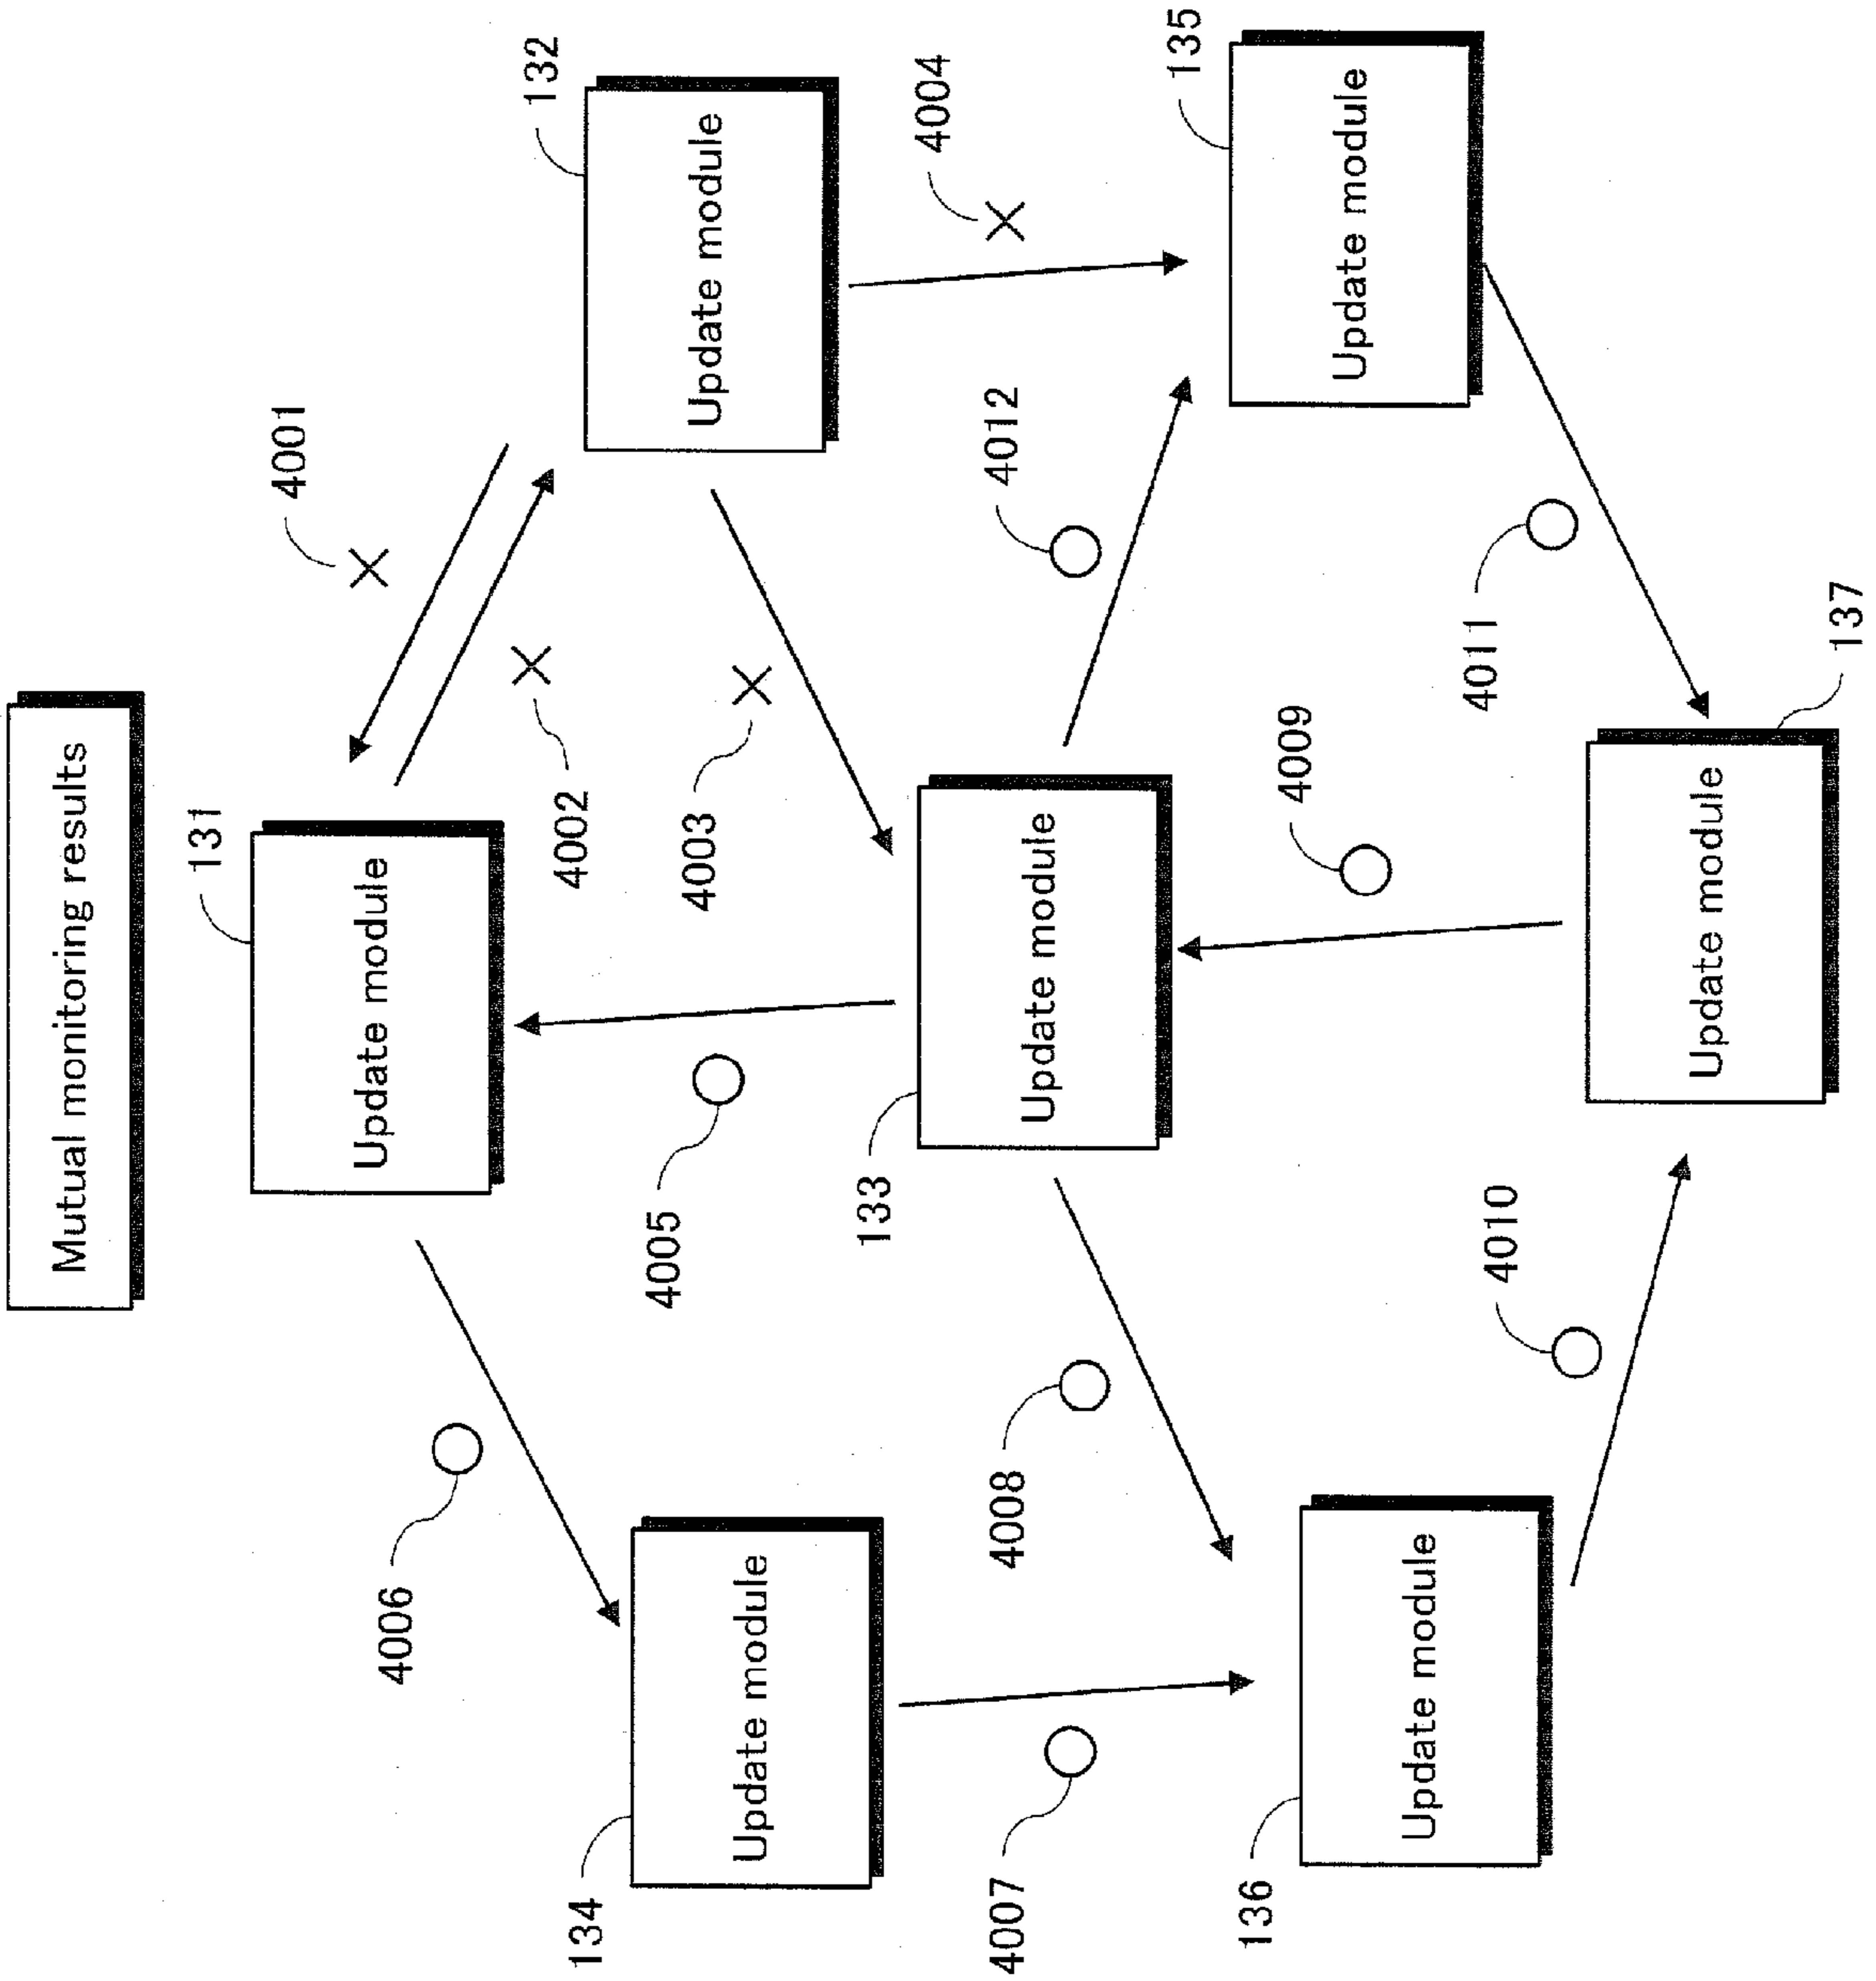 Mutual monitoring results
4001
131
132
Update module
Update module
4002
4006
4003
4004
4005
134
133
4012
135
Update module
Update module
Update module
4008
4009
4007
4011
4010
136
137
Update module
Update module